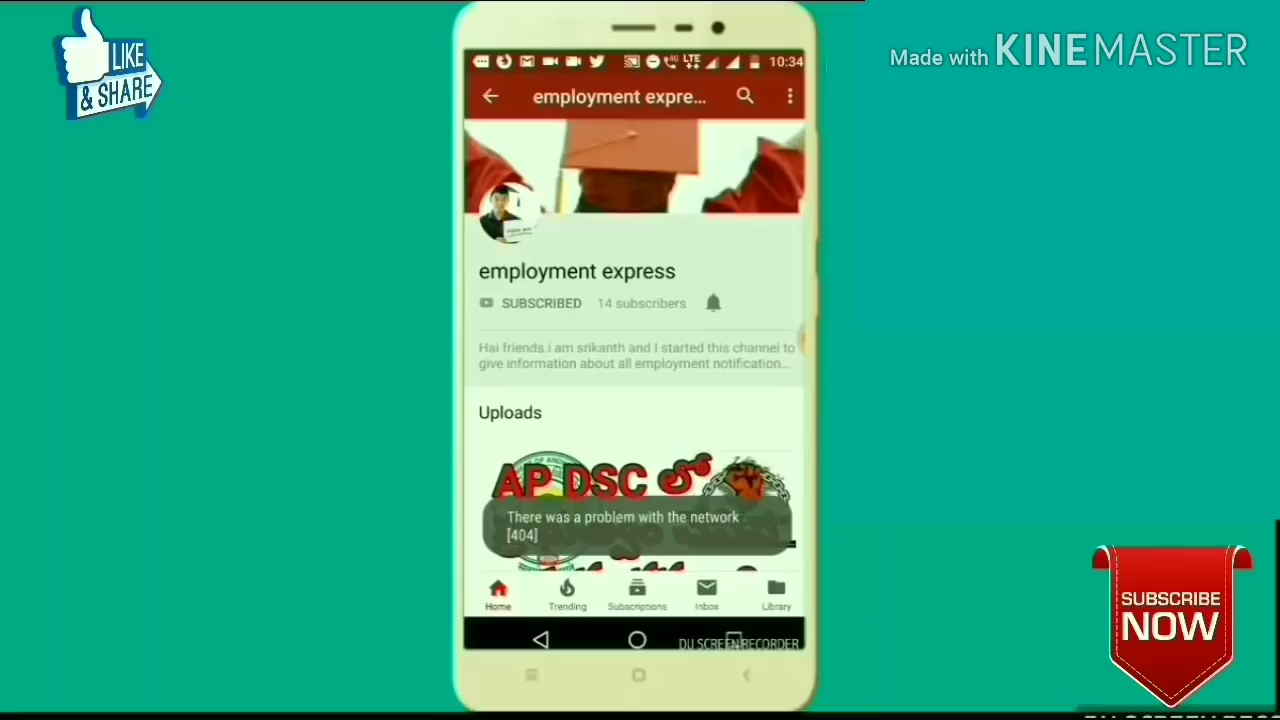 LIKE
& SHARE
Made with KINEMASTER
LTE
10:34
employment expre...
employment express
SUBSCRIBED 14 subscribers
Hai friends.i am srikanth and I started this channel to
give information about all employment notification...
Uploads
AP DSC లో
There was a problem with the network
[404]
Home Trending Subscriptions Inbox Library
DU SCREEN RECORDER
SUBSCRIBE
NOW